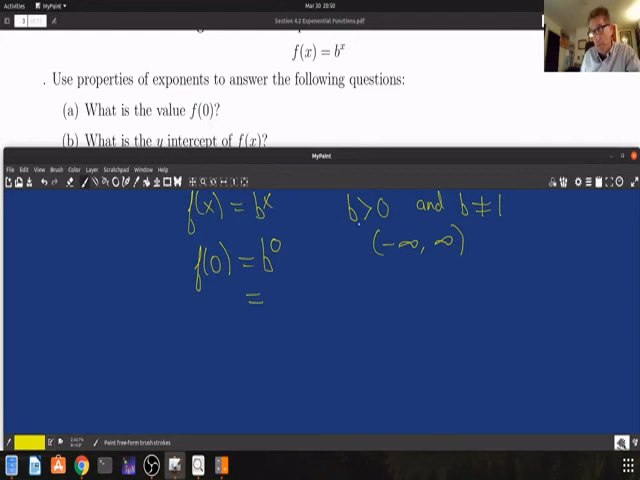 Activities MyPaint ▾ Mar 30 20:50
Section 4.2 Exponential Functions.pdf
f(x) = b^x
. Use properties of exponents to answer the following questions:
(a) What is the value f(0)?
(b) What is the y intercept of f(x)?
MyPaint
File Edit View Brush Color Layer Scratchpad Window Help
f(x) = b^x b > 0 and b ≠ 1
(-∞, ∞)
f(0) = b^0
=
Paint free-form brush strokes